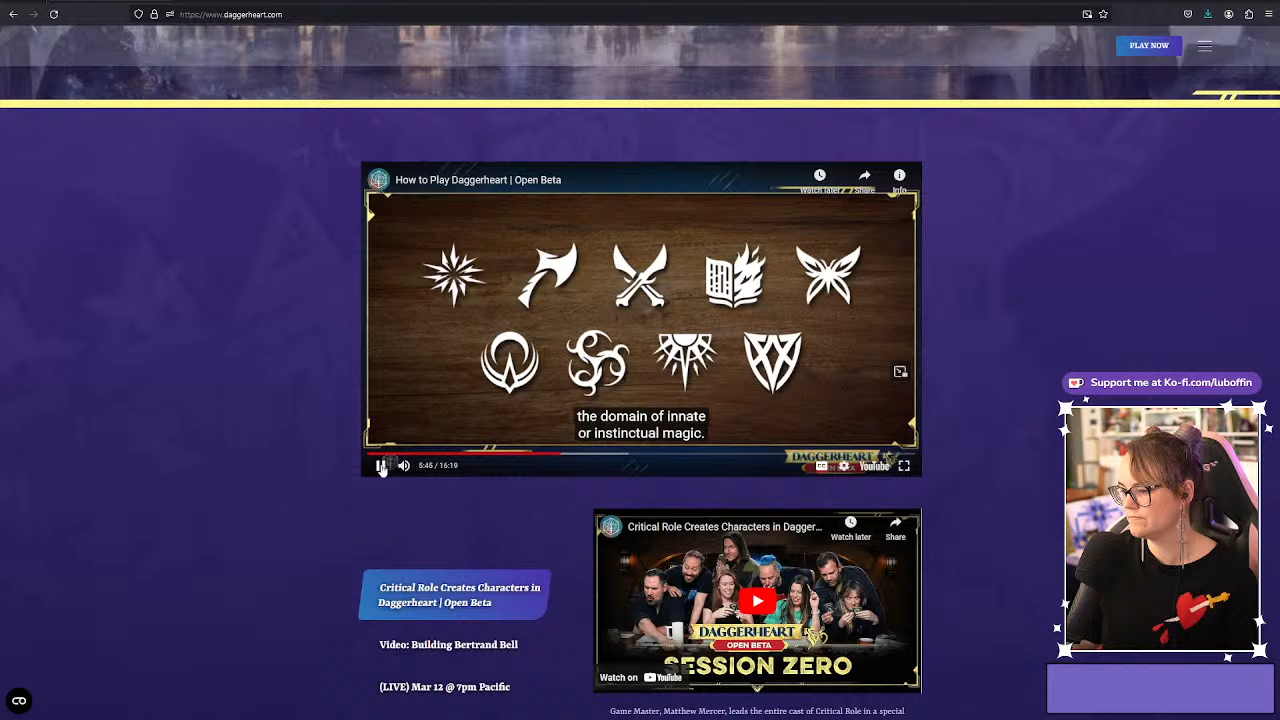 https://www.daggerheart.com
PLAY NOW
How to Play Daggerheart | Open Beta
Watch later
Share
Info
the domain of innate
or instinctual magic.
5:45 / 16:19
DAGGERHEART
YouTube
Support me at Ko-fi.com/luboffin
Critical Role Creates Characters in Dagger...
Watch later
Share
Critical Role Creates Characters in
Daggerheart | Open Beta
DAGGERHEART
OPEN BETA
SESSION ZERO
Video: Building Bertrand Bell
Watch on YouTube
(LIVE) Mar 12 @ 7pm Pacific
Game Master, Matthew Mercer, leads the entire cast of Critical Role in a special